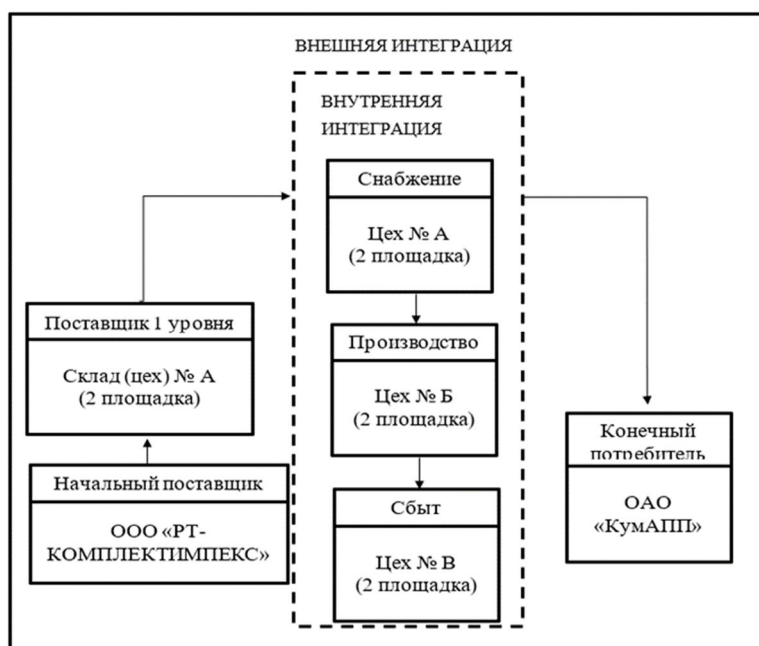 ВНЕШНЯЯ ИНТЕГРАЦИЯ
ВНУТРЕННЯЯ
ИНТЕГРАЦИЯ
Снабжение
Цех № А
(2 площадка)
Поставщик 1 уровня
Склад (цех) № А
(2 площадка)
Начальный поставщик
ООО «РТ-
КОМПЛЕКТИМПЕКС»
Производство
Цех № Б
(2 площадка)
Сбыт
Цех № В
(2 площадка)
Конечный
потребитель
ОАО
«КумАПП»